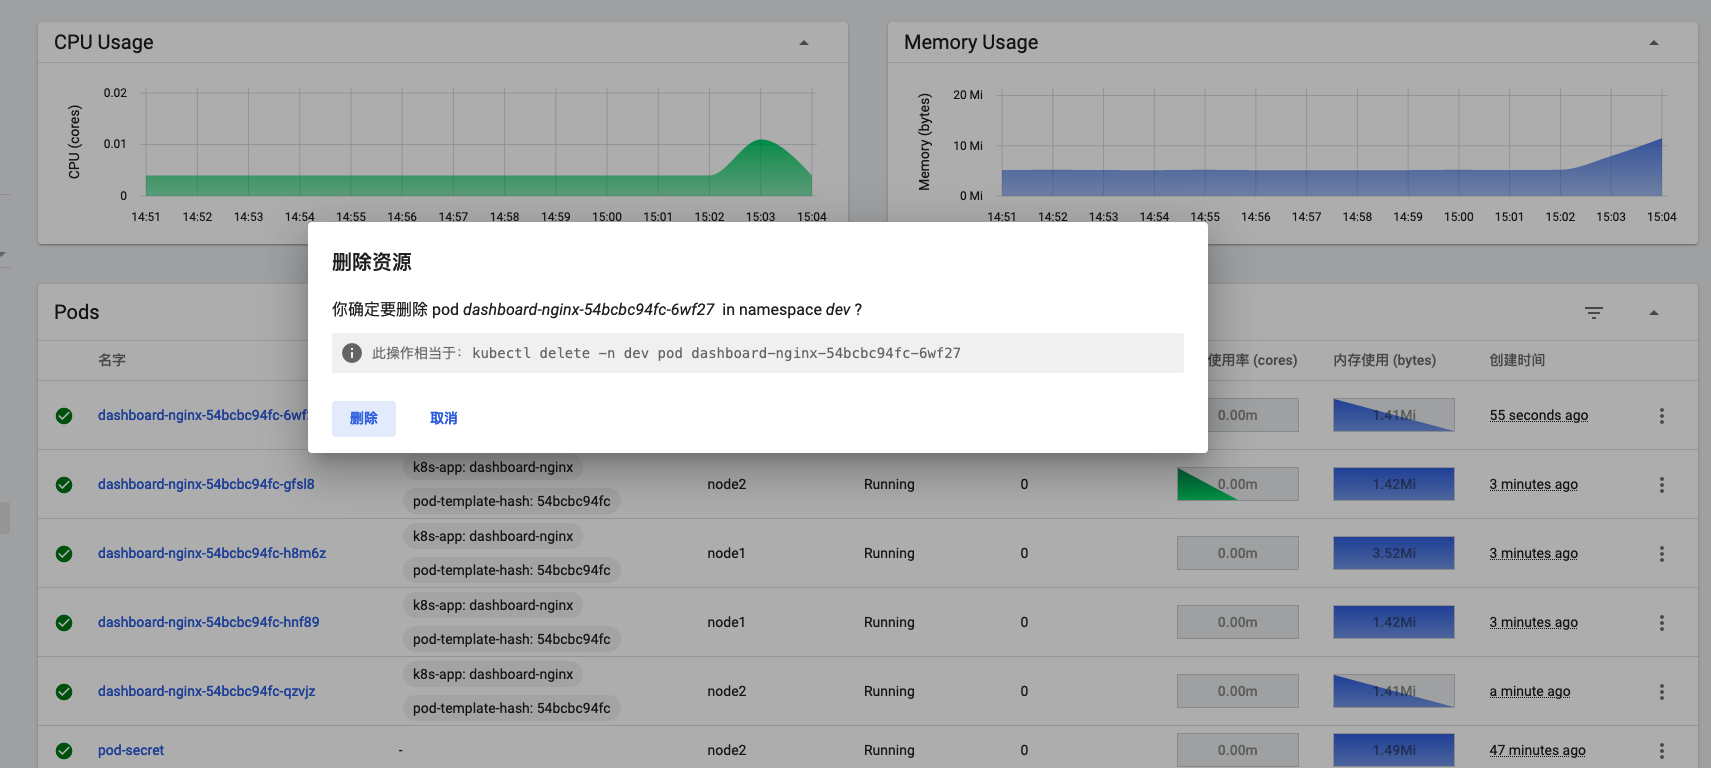 CPU Usage
CPU (cores)
0.02
0.01
0
14:51 14:52 14:53 14:54 14:55 14:56 14:57 14:58 14:59 15:00 15:01 15:02 15:03 15:04
Memory Usage
Memory (bytes)
20 Mi
10 Mi
0 Mi
14:51 14:52 14:53 14:54 14:55 14:56 14:57 14:58 14:59 15:00 15:01 15:02 15:03 15:04
删除资源
你确定要删除 pod dashboard-nginx-54bcbc94fc-6wf27 in namespace dev ?
此操作相当于: kubectl delete -n dev pod dashboard-nginx-54bcbc94fc-6wf27
删除 取消
Pods
名字 使用率 (cores) 内存使用 (bytes) 创建时间
dashboard-nginx-54bcbc94fc-6wf 0.00m 1.41Mi 55 seconds ago
k8s-app: dashboard-nginx
dashboard-nginx-54bcbc94fc-gfsl8 node2 Running 0 0.00m 1.42Mi 3 minutes ago
pod-template-hash: 54bcbc94fc
k8s-app: dashboard-nginx
dashboard-nginx-54bcbc94fc-h8m6z node1 Running 0 0.00m 3.52Mi 3 minutes ago
pod-template-hash: 54bcbc94fc
k8s-app: dashboard-nginx
dashboard-nginx-54bcbc94fc-hnf89 node1 Running 0 0.00m 1.42Mi 3 minutes ago
pod-template-hash: 54bcbc94fc
k8s-app: dashboard-nginx
dashboard-nginx-54bcbc94fc-qzvjz node2 Running 0 0.00m 1.41Mi a minute ago
pod-template-hash: 54bcbc94fc
pod-secret - node2 Running 0 0.00m 1.49Mi 47 minutes ago